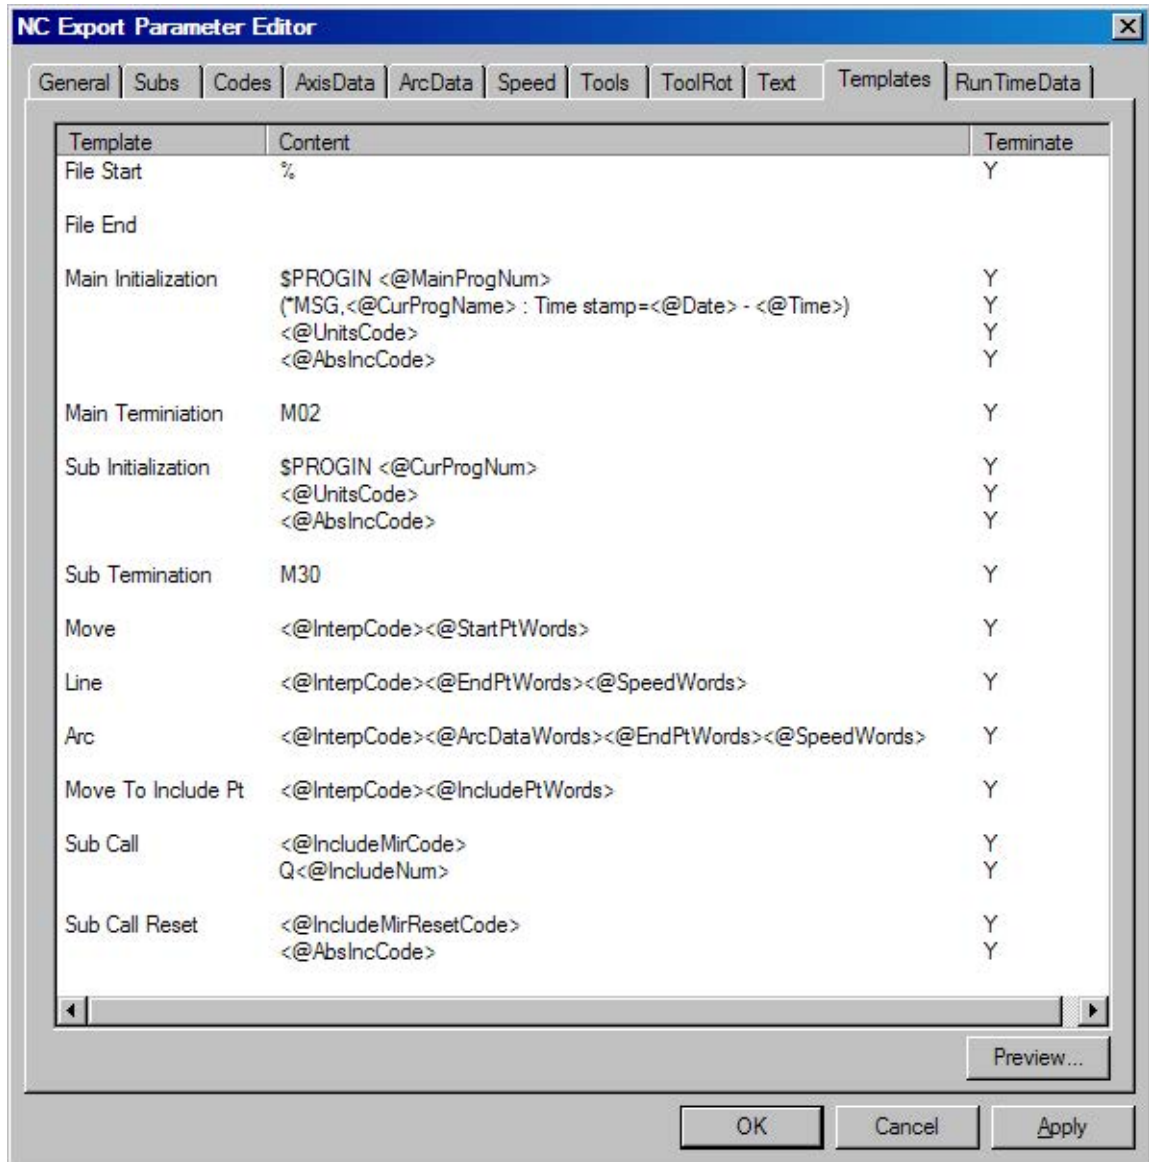 NC Export Parameter Editor
General Subs Codes AxisData ArcData Speed Tools ToolRot Text Templates RunTimeData
Template Content Terminate
File Start % Y
File End
Main Initialization $PROGIN <@MainProgNum> Y
(*MSG,<@CurProgName> : Time stamp=<@Date> - <@Time>) Y
<@UnitsCode> Y
<@AbsIncCode> Y
Main Terminiation M02 Y
Sub Initialization $PROGIN <@CurProgNum> Y
<@UnitsCode> Y
<@AbsIncCode> Y
Sub Termination M30 Y
Move <@InterpCode><@StartPtWords> Y
Line <@InterpCode><@EndPtWords><@SpeedWords> Y
Arc <@InterpCode><@ArcDataWords><@EndPtWords><@SpeedWords> Y
Move To Include Pt <@InterpCode><@IncludePtWords> Y
Sub Call <@IncludeMirCode> Y
Q<@IncludeNum> Y
Sub Call Reset <@IncludeMirResetCode> Y
<@AbsIncCode> Y
Preview...
OK Cancel Apply